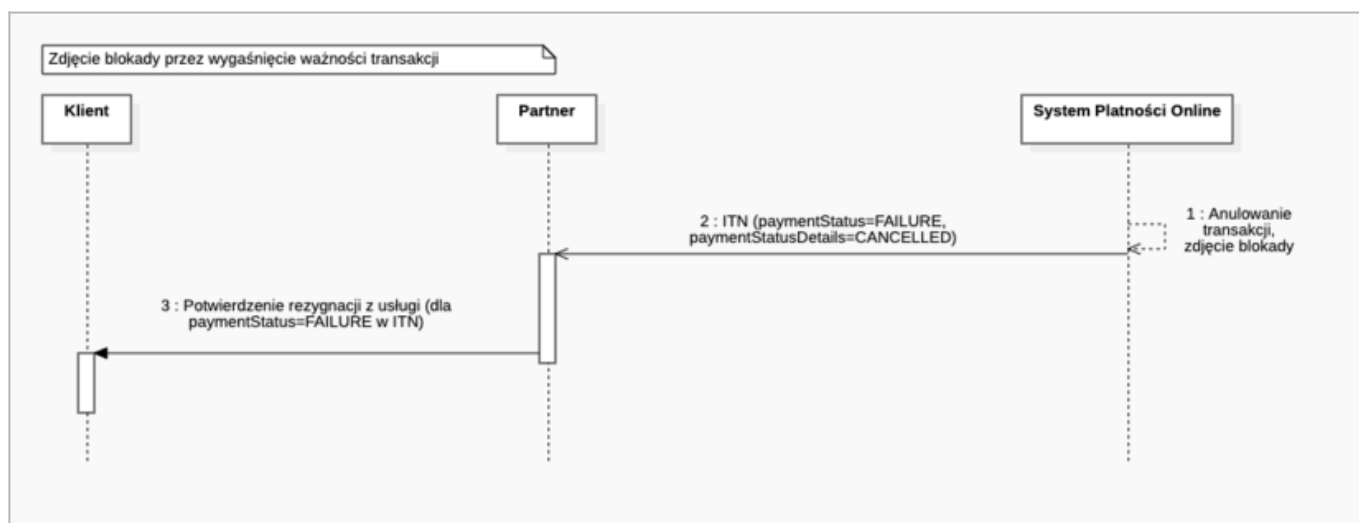 Zdjęcie blokady przez wygaśnięcie ważności transakcji
Klient
Partner
System Platności Online
1 : Anulowanie
transakcji,
zdjęcie blokady
2 : ITN (paymentStatus=FAILURE,
paymentStatusDetails=CANCELLED)
3 : Potwierdzenie rezygnacji z usługi (dla
paymentStatus=FAILURE w ITN)